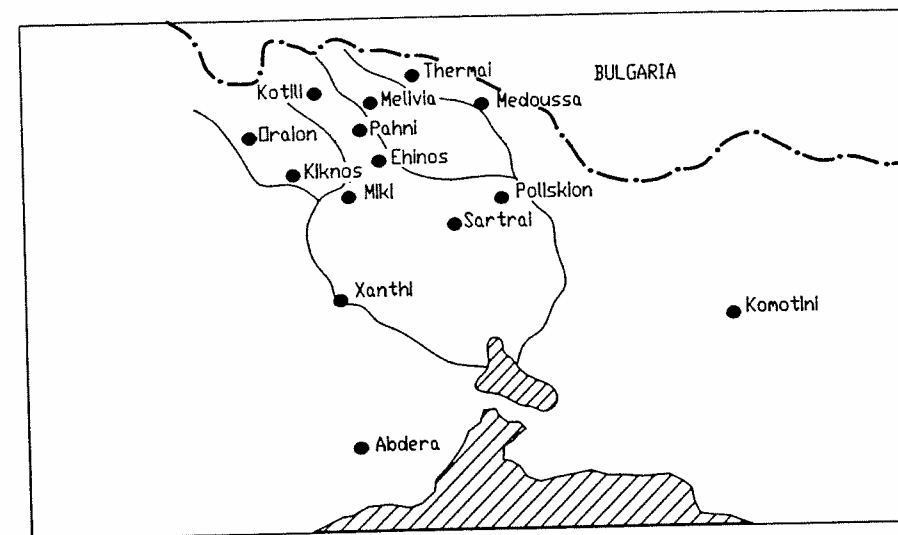 Thermai
BULGARIA
Kotili
Melivia
Medoussa
Oraion
Pahni
Ehinos
Kiknos
Miki
Poliskion
Sartrai
Xanthi
Komotini
Abdera